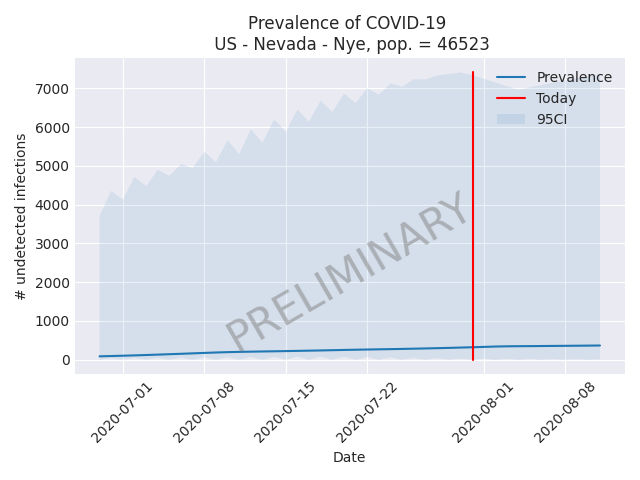 Prevalence of COVID-19
US - Nevada - Nye, pop. = 46523
Prevalence
Today
95CI
7000
6000
5000
4000
3000
2000
1000
0
# undetected infections
PRELIMINARY
2020-07-01
2020-07-08
2020-07-15
2020-07-22
2020-08-01
2020-08-08
Date